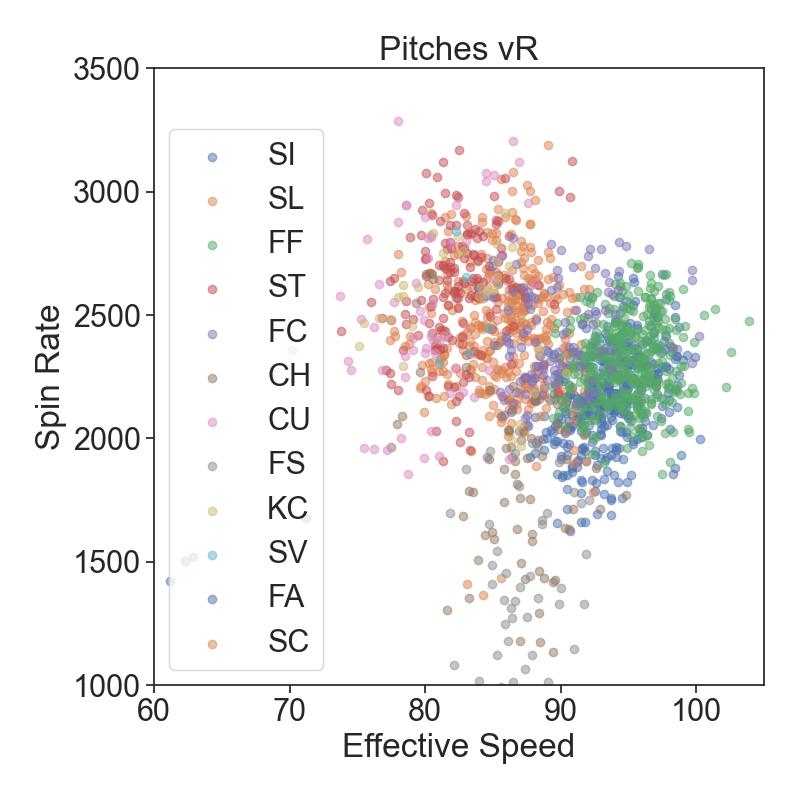 Pitches vR
3500
3000
2500
2000
1500
1000
Spin Rate
SI
SL
FF
ST
FC
CH
CU
FS
KC
SV
FA
SC
60
70
80
90
100
Effective Speed